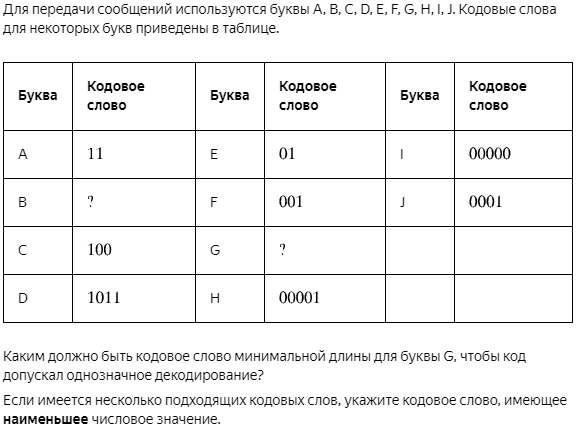 Для передачи сообщений используются буквы A, B, C, D, E, F, G, H, I, J. Кодовые слова
для некоторых букв приведены в таблице.
Буква Кодовое слово Буква Кодовое слово Буква Кодовое слово
A 11 E 01 I 00000
B ? F 001 J 0001
C 100 G ?
D 1011 H 00001
Каким должно быть кодовое слово минимальной длины для буквы G, чтобы код
допускал однозначное декодирование?
Если имеется несколько подходящих кодовых слов, укажите кодовое слово, имеющее
наименьшее числовое значение.